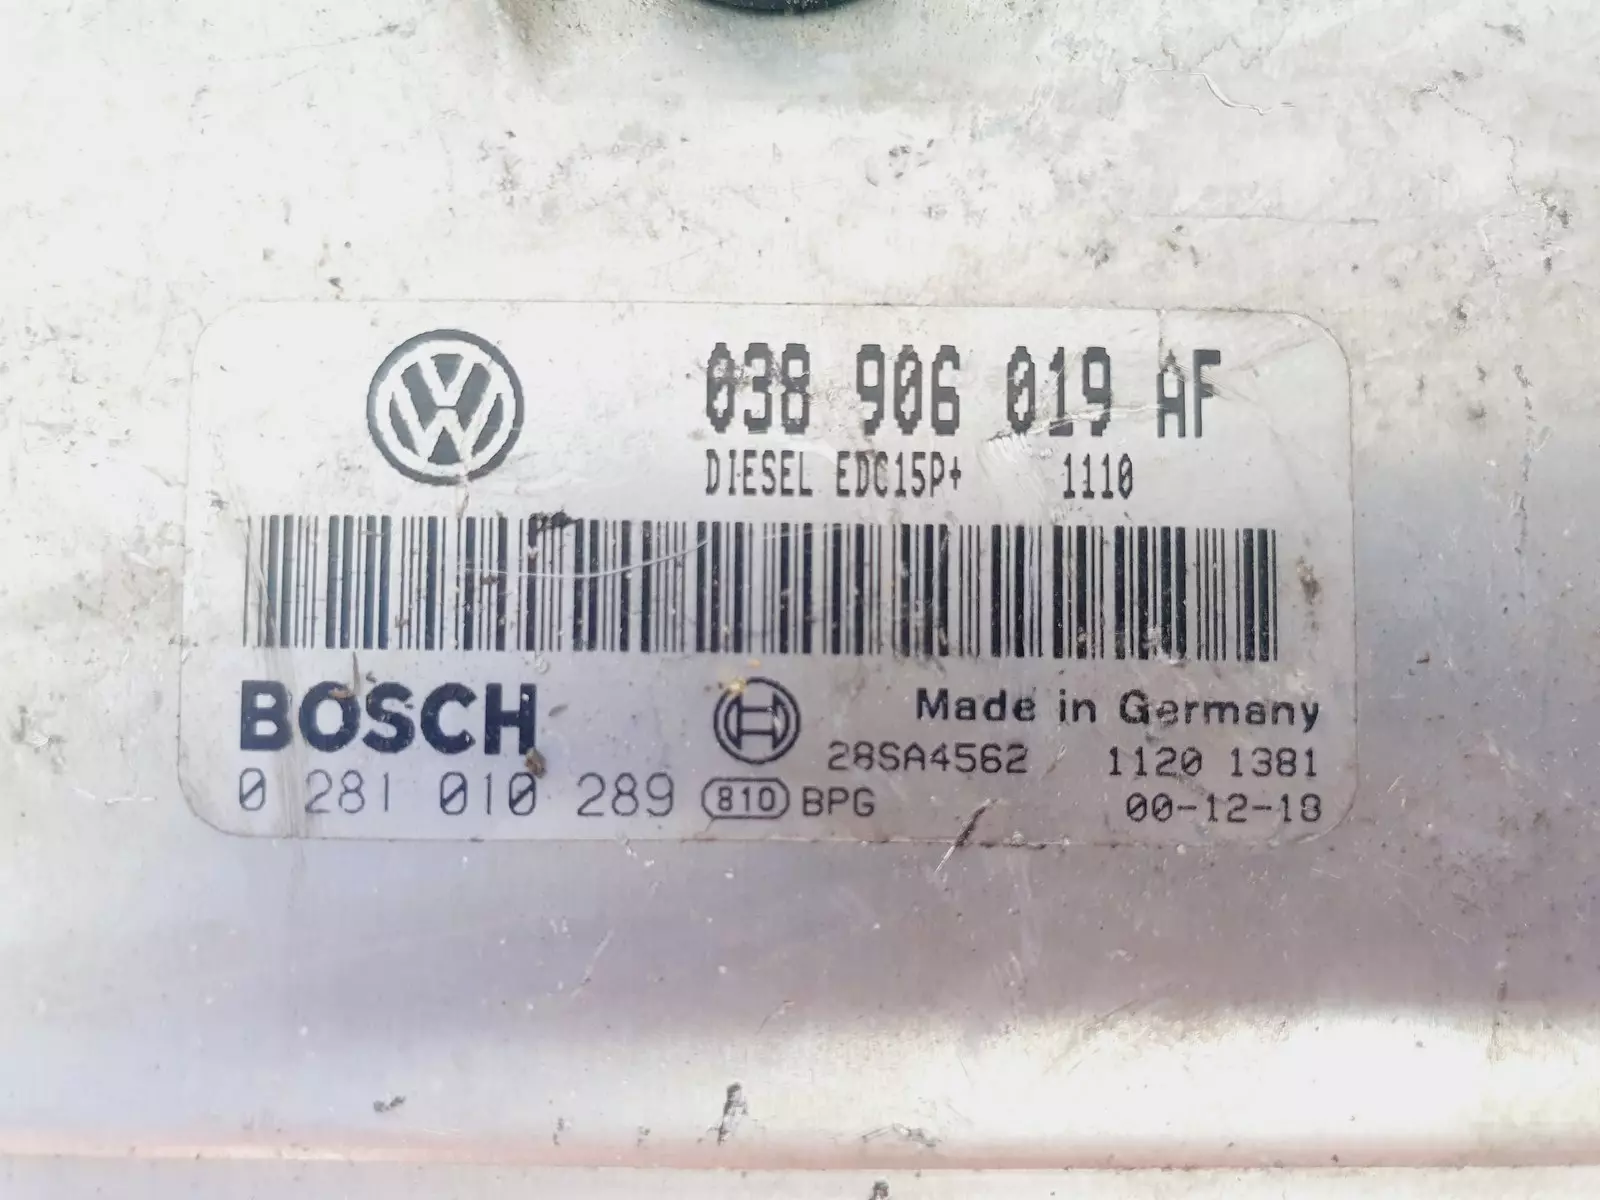 038 906 019 AF
DIESEL EDC15P+ 1110
BOSCH
Made in Germany
28SA4562 1120 1381
0 281 010 289 810 BPG 00-12-18